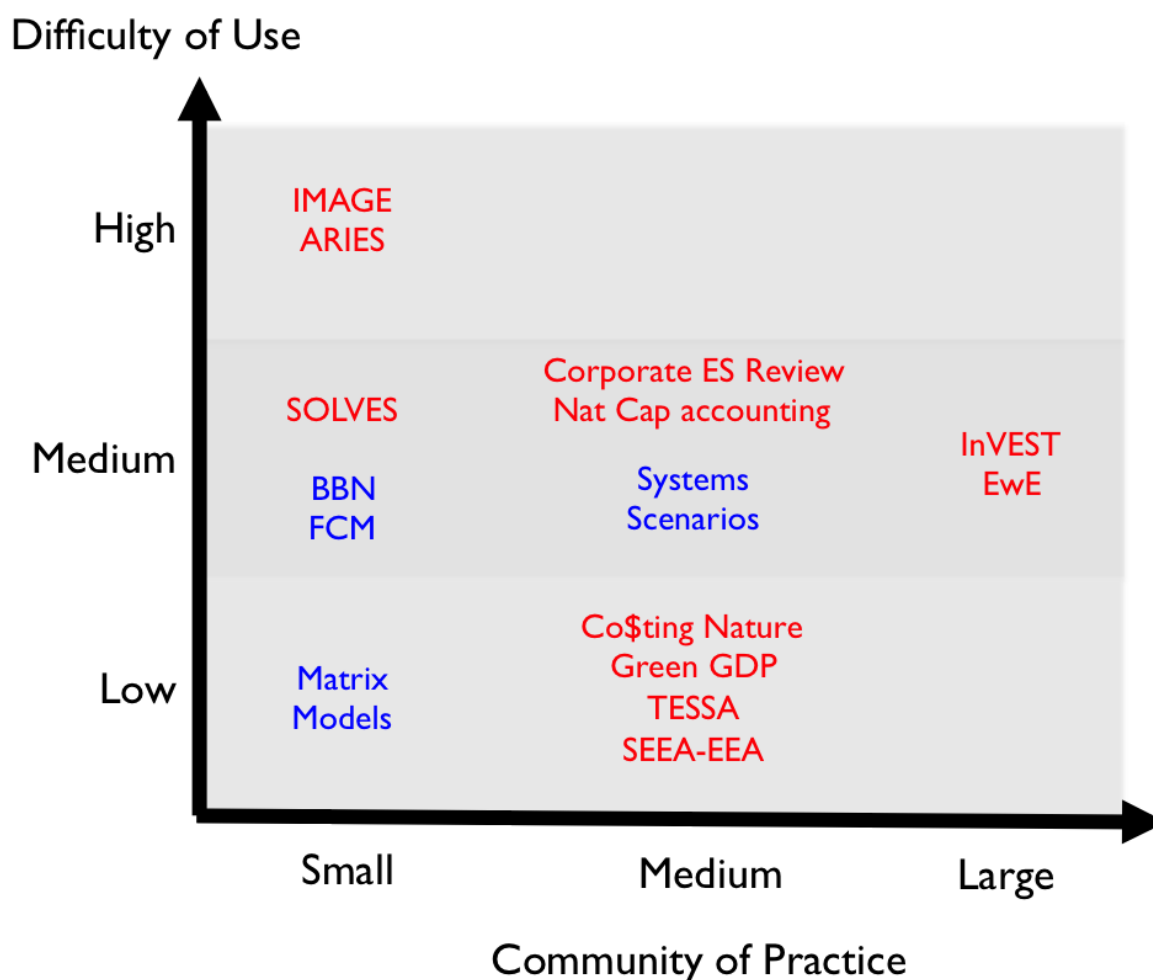 Difficulty of Use
High
IMAGE
ARIES
Medium
SOLVES
BBN
FCM
Corporate ES Review
Nat Cap accounting
Systems
Scenarios
InVEST
EwE
Low
Matrix
Models
Co$ting Nature
Green GDP
TESSA
SEEA-EEA
Small
Medium
Large
Community of Practice